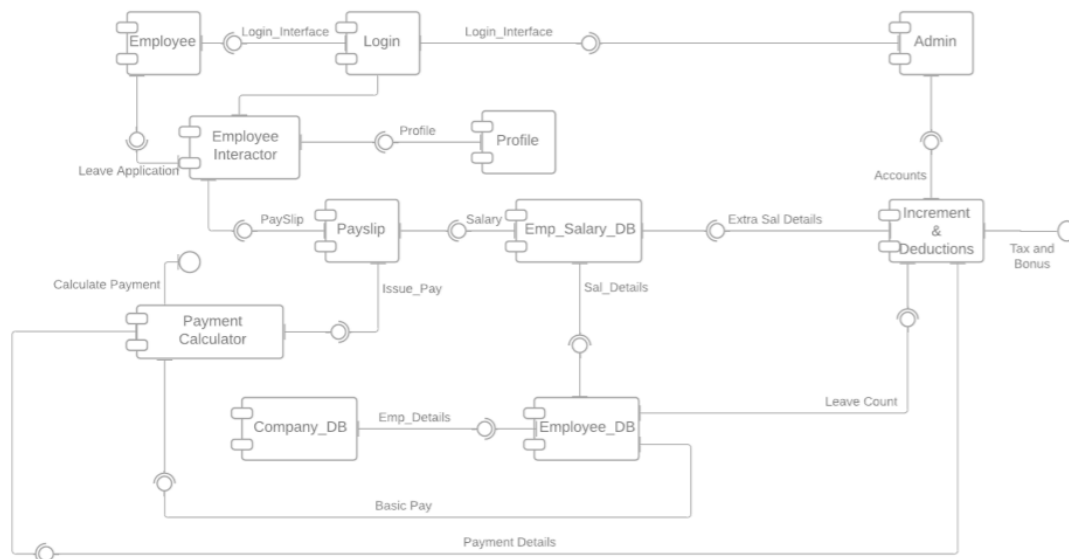 Employee
Login_Interface
Login
Login_Interface
Admin
Employee
Interactor
Profile
Profile
Leave Application
Accounts
PaySlip
Payslip
Salary
Emp_Salary_DB
Extra Sal Details
Increment
&
Deductions
Tax and
Bonus
Calculate Payment
Issue_Pay
Sal_Details
Payment
Calculator
Leave Count
Company_DB
Emp_Details
Employee_DB
Basic Pay
Payment Details